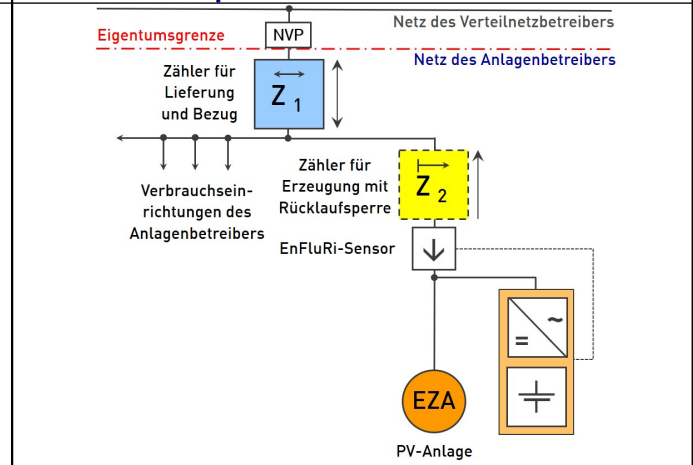 Netz des Verteilnetzbetreibers
Eigentumsgrenze
NVP
Netz des Anlagenbetreibers
Zähler für
Lieferung
und Bezug
Z 1
Zähler für
Erzeugung mit
Rücklaufsperre
Z 2
Verbrauchsein-
richtungen des
Anlagenbetreibers
EnFluRi-Sensor
~
=
EZA
PV-Anlage